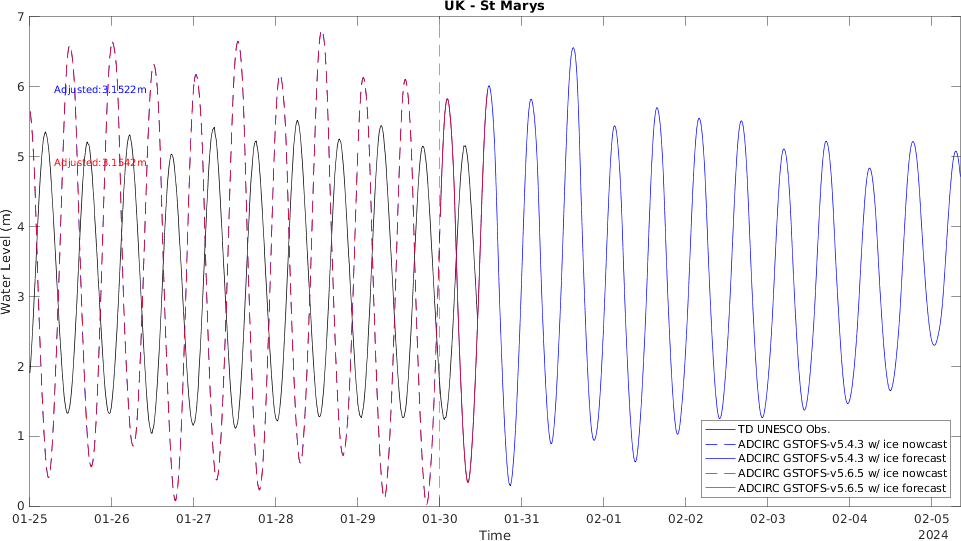 UK - St Marys
7
6
5
4
3
2
1
0
Water Level (m)
Adjusted:3.1522m
Adjusted:3.1542m
TD UNESCO Obs.
ADCIRC GSTOFS-v5.4.3 w/ ice nowcast
ADCIRC GSTOFS-v5.4.3 w/ ice forecast
ADCIRC GSTOFS-v5.6.5 w/ ice nowcast
ADCIRC GSTOFS-v5.6.5 w/ ice forecast
01-25 01-26 01-27 01-28 01-29 01-30 01-31 02-01 02-02 02-03 02-04 02-05
2024
Time